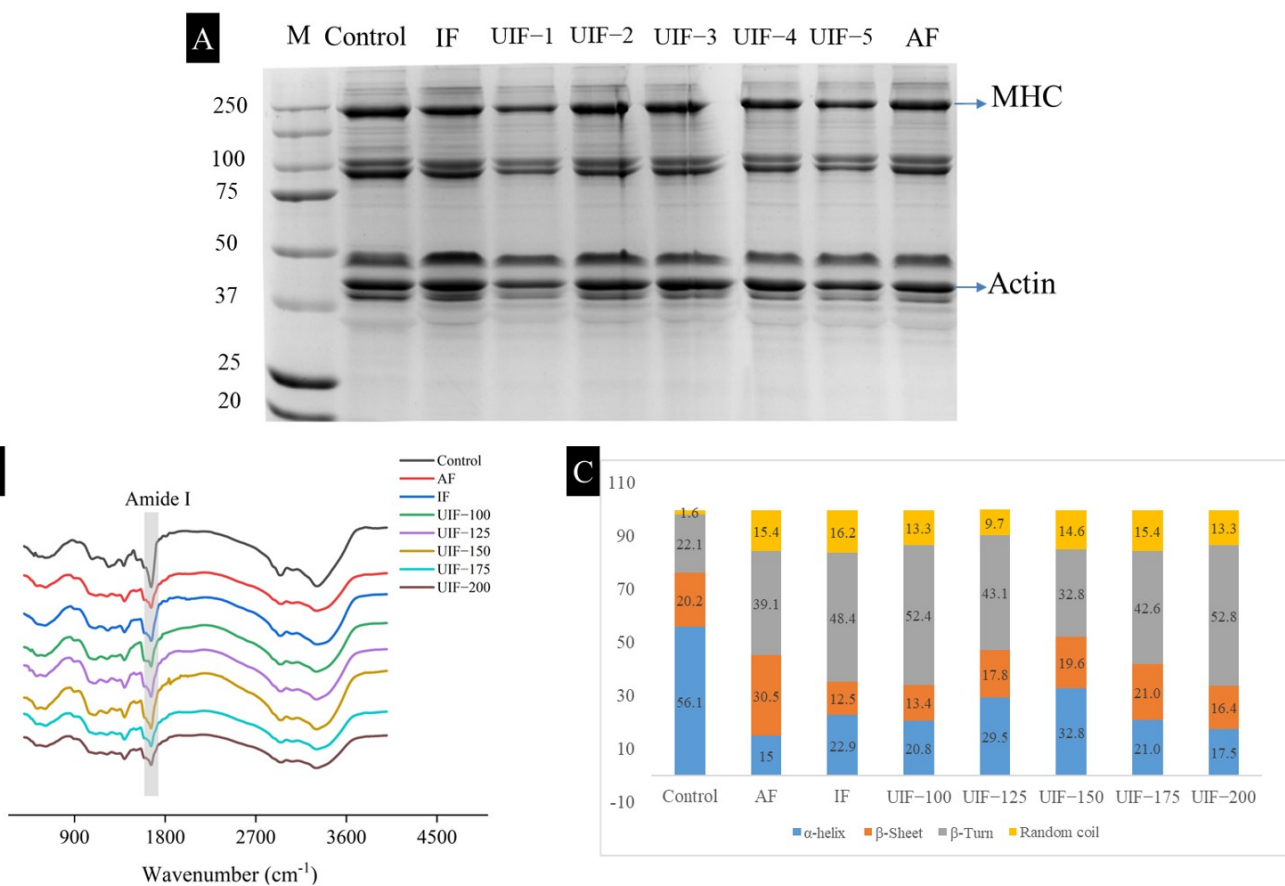 A
M Control IF UIF−1 UIF−2 UIF−3 UIF−4 UIF−5 AF
250
100
75
50
37
25
20
MHC
Actin
Control
AF
IF
UIF−100
UIF−125
UIF−150
UIF−175
UIF−200
Amide I
900 1800 2700 3600 4500
Wavenumber (cm⁻¹)
C
110
90
70
50
30
10
-10
1.6 15.4 16.2 13.3 9.7 14.6 15.4 13.3
22.1 39.1 48.4 52.4 43.1 32.8 42.6 52.8
20.2 30.5 12.5 13.4 17.8 19.6 21.0 16.4
56.1 15 22.9 20.8 29.5 32.8 21.0 17.5
Control AF IF UIF−100 UIF−125 UIF−150 UIF−175 UIF−200
α-helix β-Sheet β-Turn Random coil